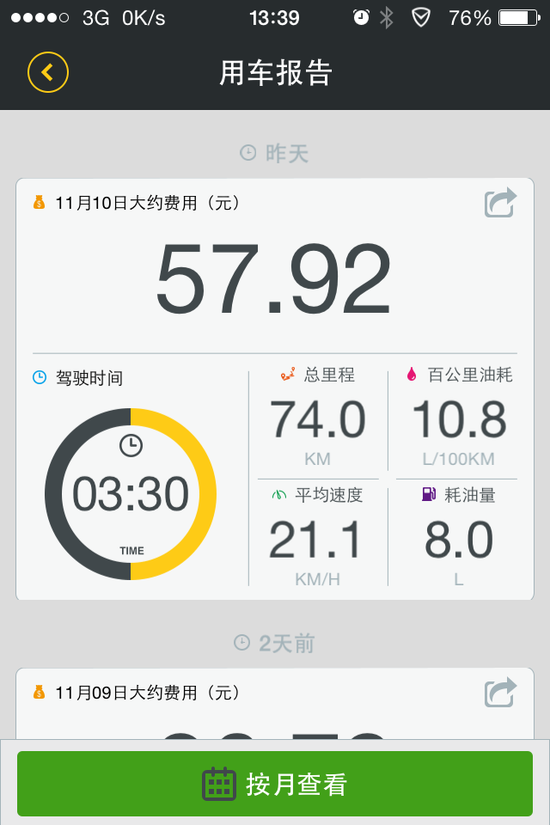 3G 0K/s 13:39 76%
用车报告
昨天
11月10日大约费用（元）
57.92
驾驶时间
03:30
TIME
总里程
74.0
KM
百公里油耗
10.8
L/100KM
平均速度
21.1
KM/H
耗油量
8.0
L
2天前
11月09日大约费用（元）
按月查看